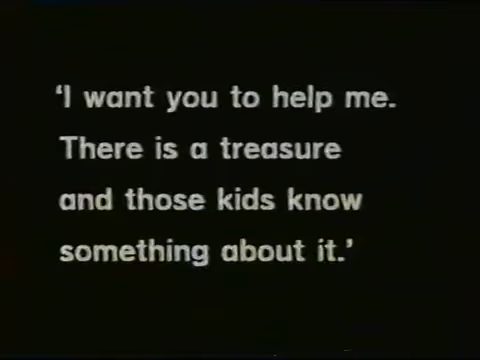 ‘I want you to help me.
There is a treasure
and those kids know
something about it.’